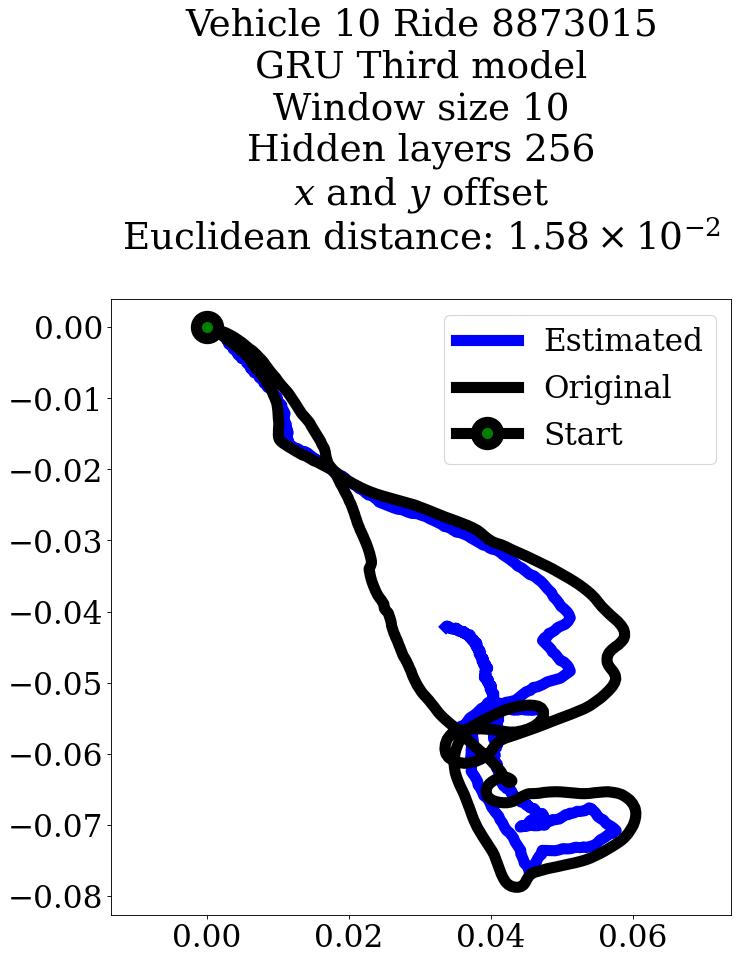 Vehicle 10 Ride 8873015
GRU Third model
Window size 10
Hidden layers 256
x and y offset
Euclidean distance: 1.58 × 10⁻²
Estimated
Original
Start
0.00
−0.01
−0.02
−0.03
−0.04
−0.05
−0.06
−0.07
−0.08
0.00 0.02 0.04 0.06